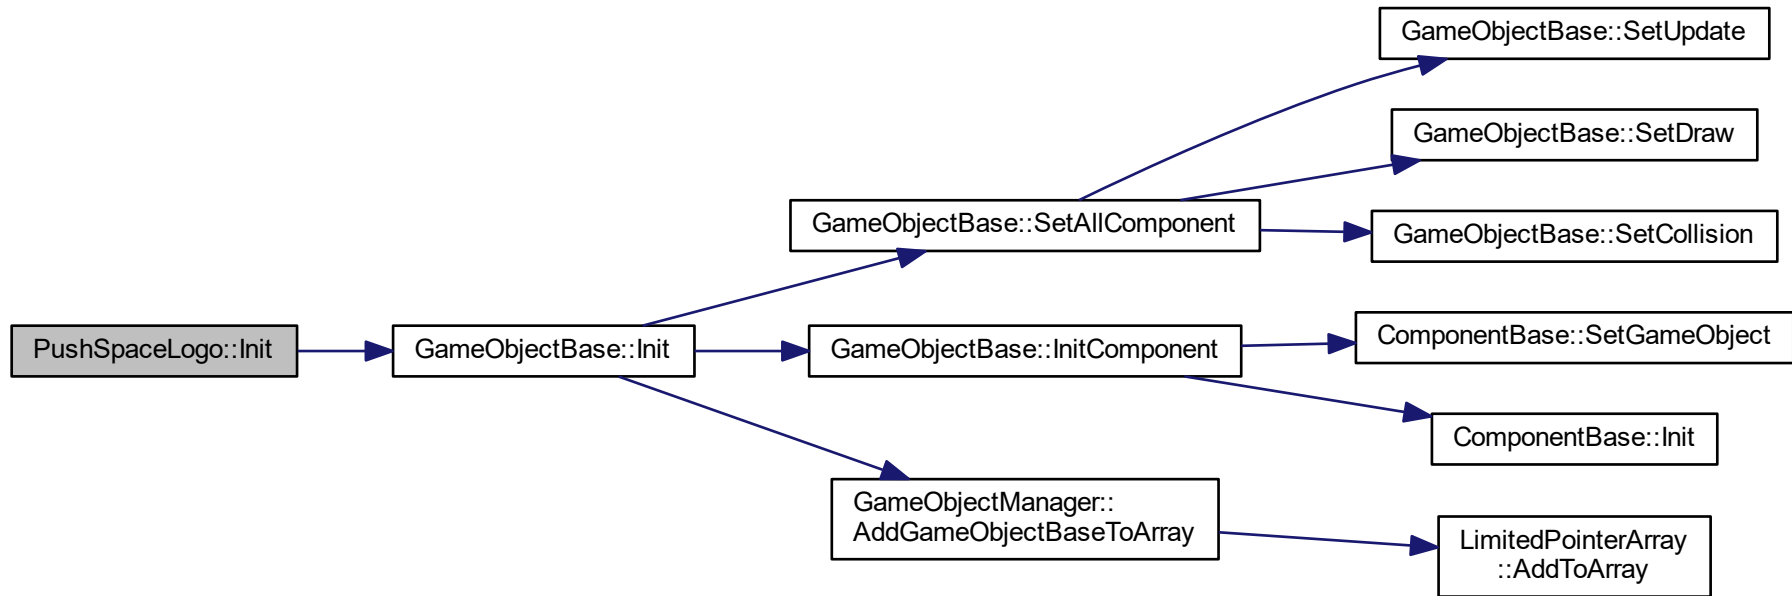 GameObjectBase::SetUpdate
GameObjectBase::SetDraw
GameObjectBase::SetAllComponent
GameObjectBase::SetCollision
PushSpaceLogo::Init
GameObjectBase::Init
GameObjectBase::InitComponent
ComponentBase::SetGameObject
ComponentBase::Init
GameObjectManager::
AddGameObjectBaseToArray
LimitedPointerArray
::AddToArray